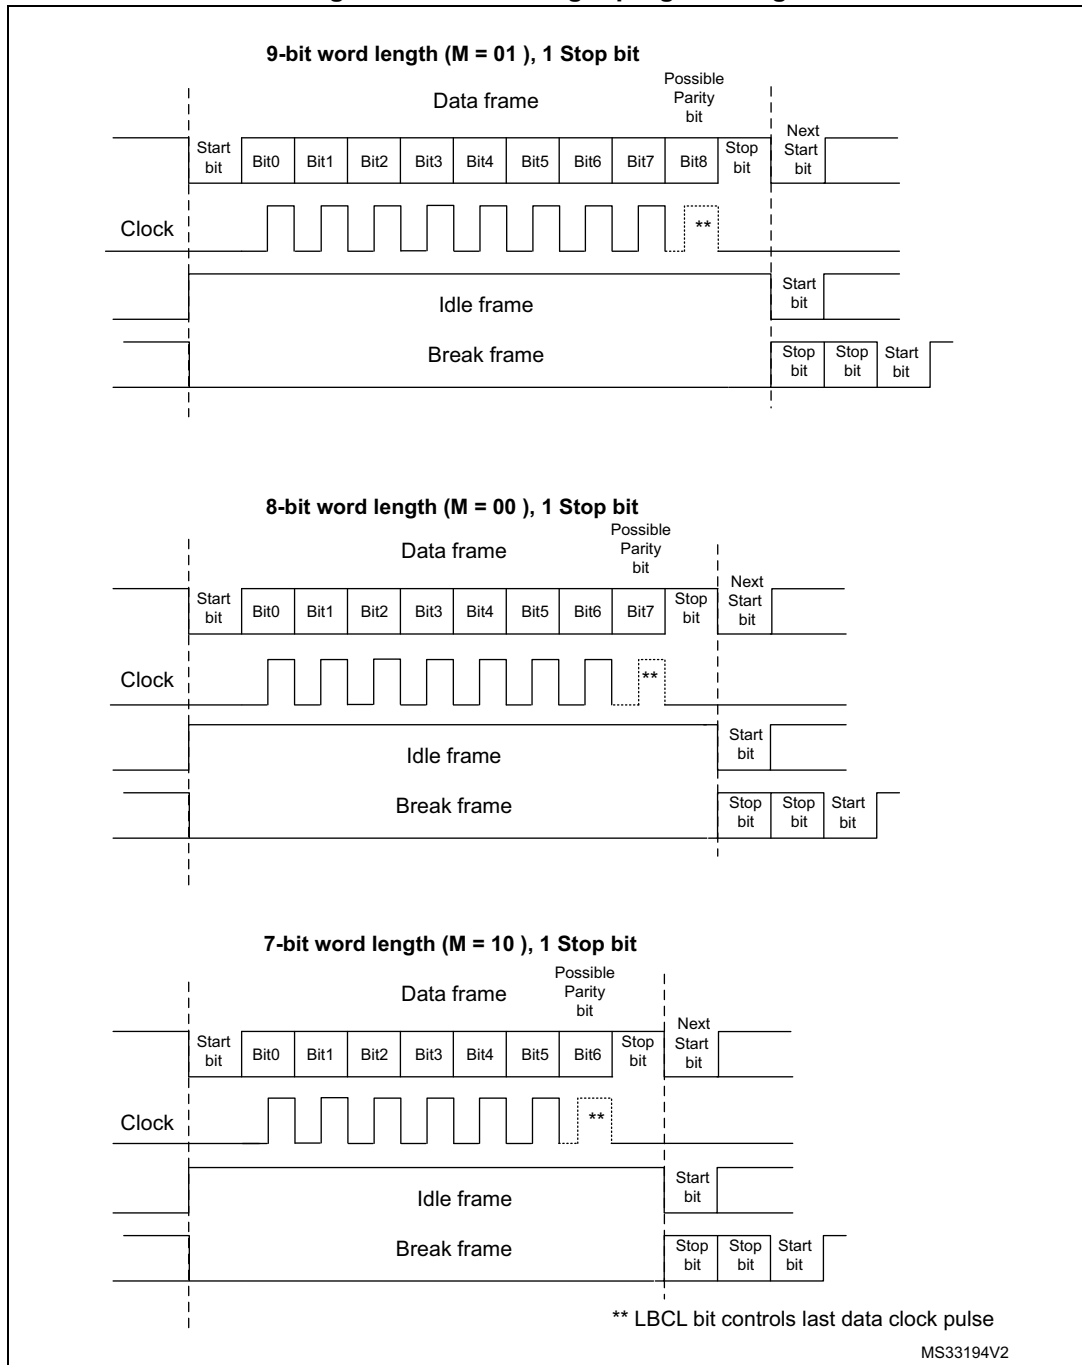 9-bit word length (M = 01 ), 1 Stop bit
Possible
Parity
bit
Data frame
Next
Start
bit
Start
bit
Bit0 Bit1 Bit2 Bit3 Bit4 Bit5 Bit6 Bit7 Bit8
Stop
bit
Clock
**
Idle frame
Start
bit
Break frame
Stop
bit
Stop
bit
Start
bit
8-bit word length (M = 00 ), 1 Stop bit
Possible
Parity
bit
Data frame
Next
Start
bit
Start
bit
Bit0 Bit1 Bit2 Bit3 Bit4 Bit5 Bit6 Bit7
Stop
bit
Clock
**
Idle frame
Start
bit
Break frame
Stop
bit
Stop
bit
Start
bit
7-bit word length (M = 10 ), 1 Stop bit
Possible
Parity
bit
Data frame
Next
Start
bit
Start
bit
Bit0 Bit1 Bit2 Bit3 Bit4 Bit5 Bit6
Stop
bit
Clock
**
Idle frame
Start
bit
Break frame
Stop
bit
Stop
bit
Start
bit
** LBCL bit controls last data clock pulse
MS33194V2